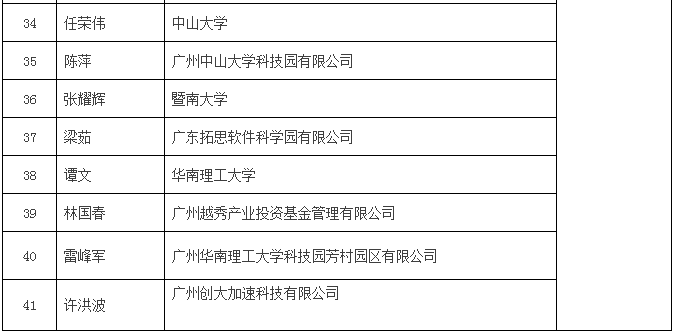 34 任荣伟 中山大学
35 陈萍 广州中山大学科技园有限公司
36 张耀辉 暨南大学
37 梁茹 广东拓思软件科学园有限公司
38 谭文 华南理工大学
39 林国春 广州越秀产业投资基金管理有限公司
40 雷峰军 广州华南理工大学科技园芳村园区有限公司
41 许洪波 广州创大加速科技有限公司